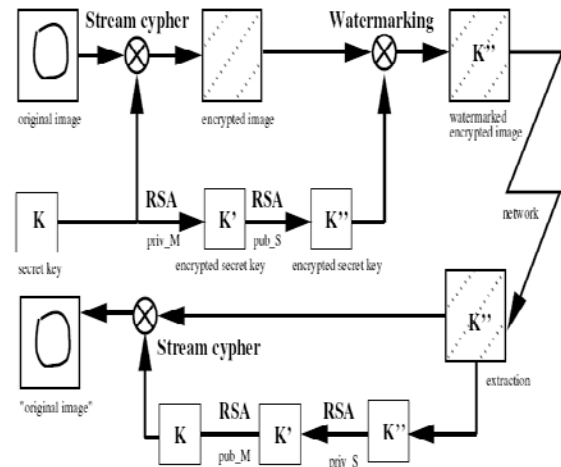 Stream cypher
Watermarking
K''
original image
encrypted image
watermarked
encrypted image
K
RSA
K'
RSA
K''
network
priv_M
pub_S
secret key
encrypted secret key
encrypted secret key
K''
Stream cypher
"original image"
extraction
K
RSA
K'
RSA
K''
pub_M
priv_S